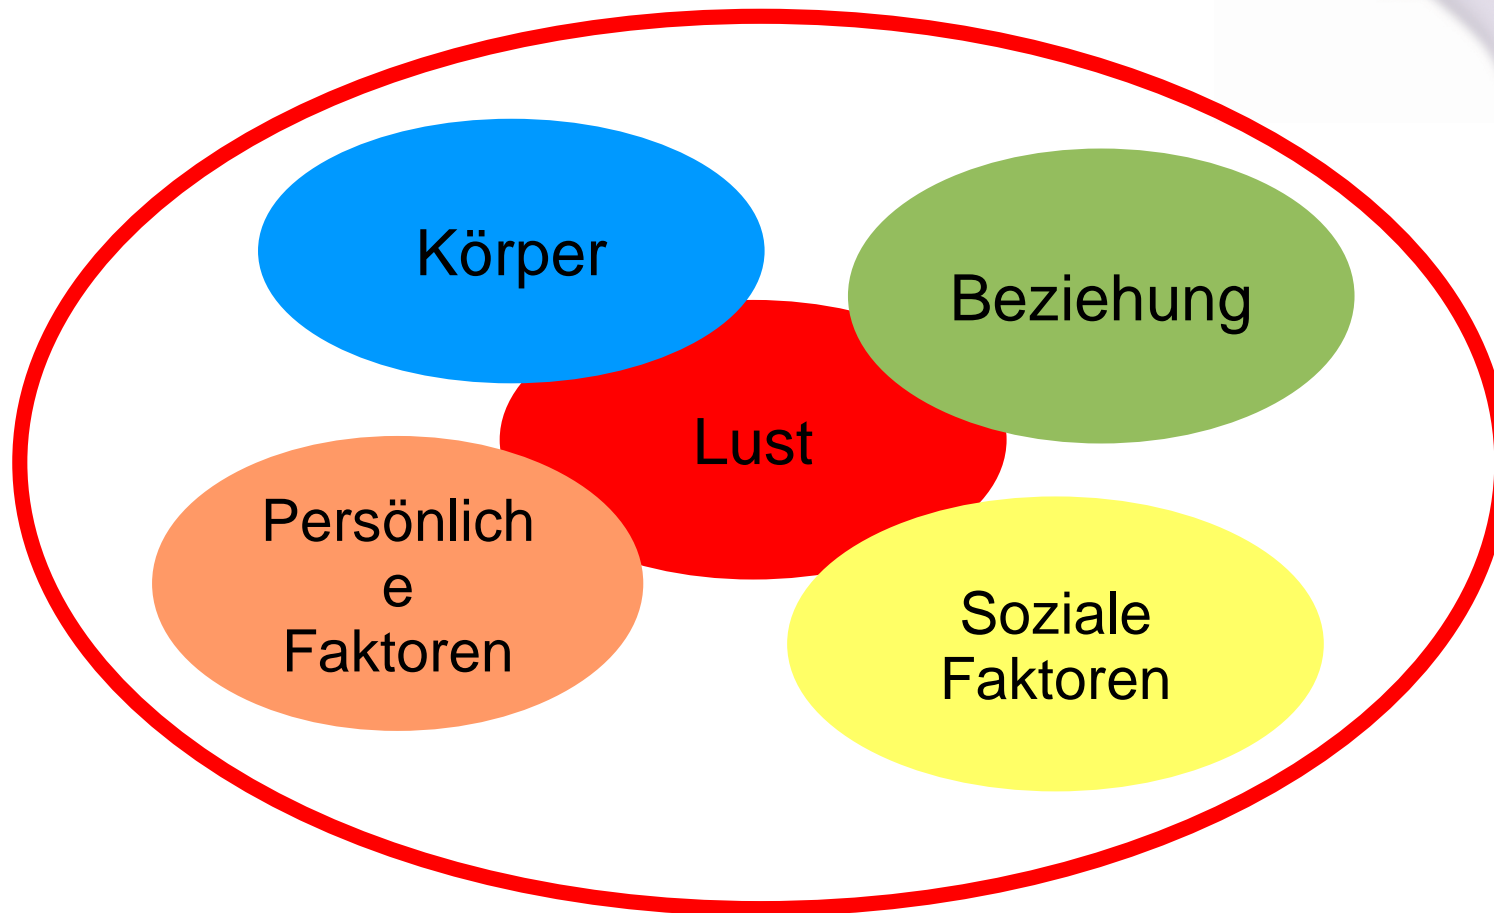 Körper
Beziehung
Lust
Persönlich
e
Faktoren
Soziale
Faktoren